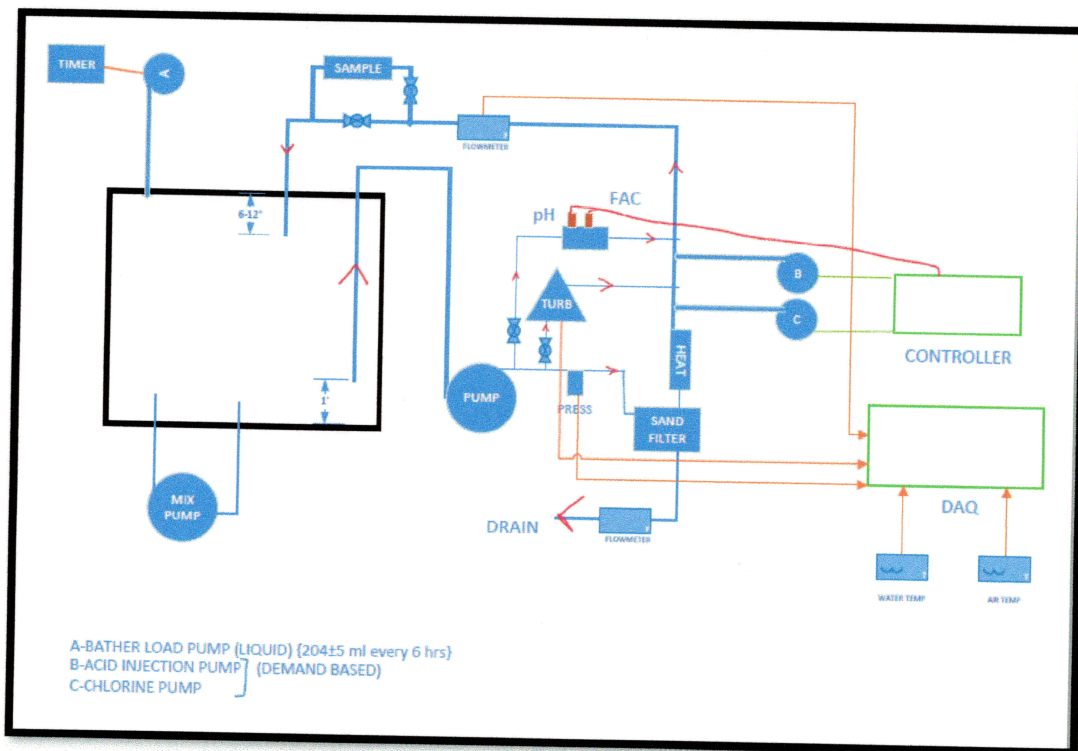 TIMER
A
SAMPLE
FLOWMETER
6-12"
pH
FAC
TURB
B
C
CONTROLLER
HEAT
1'
PUMP
PRESS
SAND
FILTER
MIX
PUMP
DRAIN
FLOWMETER
DAQ
WATER TEMP
AIR TEMP
A-BATHER LOAD PUMP (LIQUID) {204±5 ml every 6 hrs}
B-ACID INJECTION PUMP (DEMAND BASED)
C-CHLORINE PUMP